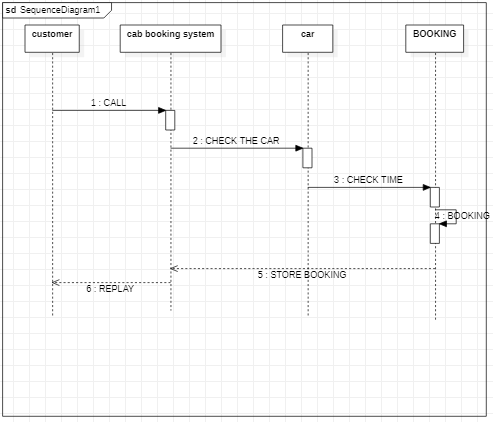 sd SequenceDiagram1
customer
cab booking system
car
BOOKING
1 : CALL
2 : CHECK THE CAR
3 : CHECK TIME
4 : BOOKING
5 : STORE BOOKING
6 : REPLAY